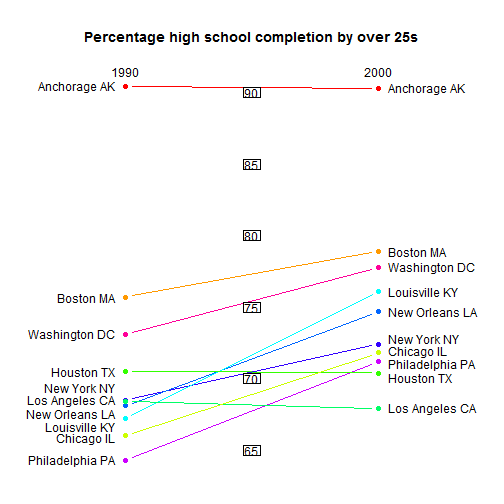 Percentage high school completion by over 25s
1990
2000
Anchorage AK
Anchorage AK
90
85
80
Boston MA
Washington DC
Boston MA
Louisville KY
75
New Orleans LA
Washington DC
New York NY
Chicago IL
Philadelphia PA
Houston TX
70
Houston TX
New York NY
Los Angeles CA
Los Angeles CA
New Orleans LA
Louisville KY
Chicago IL
65
Philadelphia PA